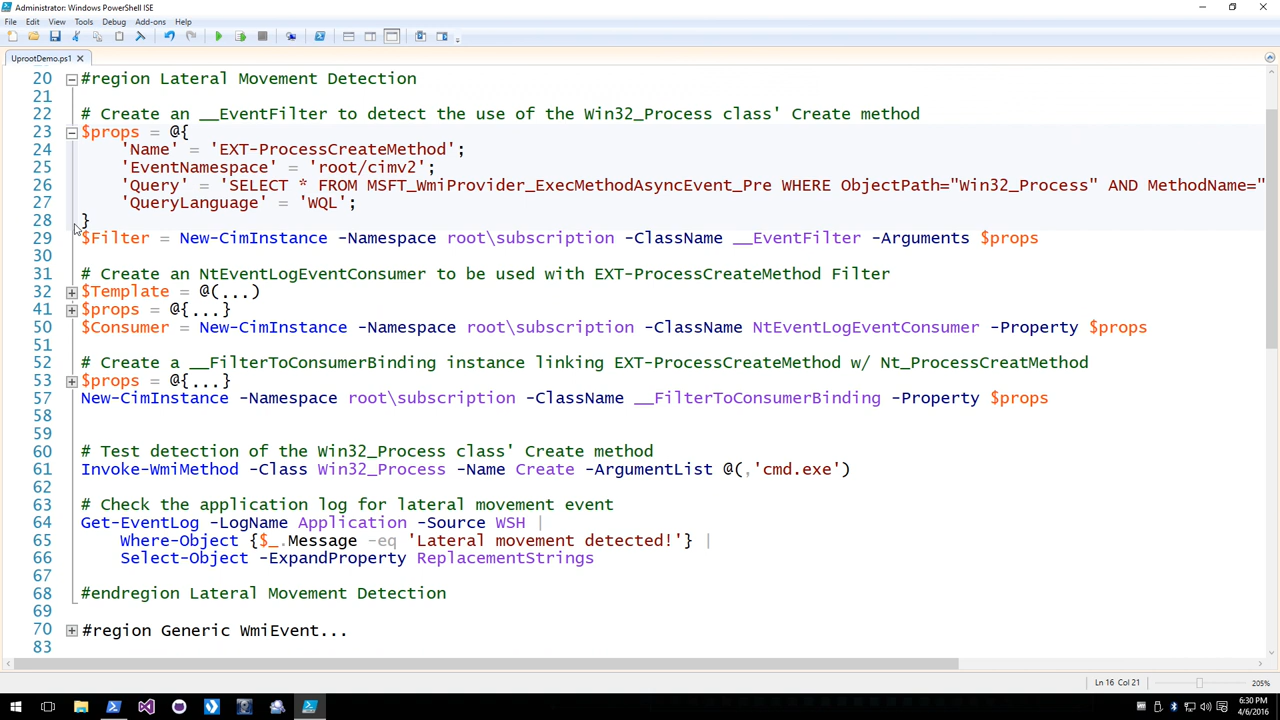 Administrator: Windows PowerShell ISE
File Edit View Tools Debug Add-ons Help
UprootDemo.ps1
20 #region Lateral Movement Detection
21
22 # Create an __EventFilter to detect the use of the Win32_Process class' Create method
23 $props = @{
24 'Name' = 'EXT-ProcessCreateMethod';
25 'EventNamespace' = 'root/cimv2';
26 'Query' = 'SELECT * FROM MSFT_WmiProvider_ExecMethodAsyncEvent_Pre WHERE ObjectPath="Win32_Process" AND MethodName="
27 'QueryLanguage' = 'WQL';
28 }
29 $Filter = New-CimInstance -Namespace root\subscription -ClassName __EventFilter -Arguments $props
30
31 # Create an NtEventLogEventConsumer to be used with EXT-ProcessCreateMethod Filter
32 $Template = @(...)
41 $props = @{...}
50 $Consumer = New-CimInstance -Namespace root\subscription -ClassName NtEventLogEventConsumer -Property $props
51
52 # Create a __FilterToConsumerBinding instance linking EXT-ProcessCreateMethod w/ Nt_ProcessCreatMethod
53 $props = @{...}
57 New-CimInstance -Namespace root\subscription -ClassName __FilterToConsumerBinding -Property $props
58
59
60 # Test detection of the Win32_Process class' Create method
61 Invoke-WmiMethod -Class Win32_Process -Name Create -ArgumentList @(,'cmd.exe')
62
63 # Check the application log for lateral movement event
64 Get-EventLog -LogName Application -Source WSH |
65 Where-Object {$_.Message -eq 'Lateral movement detected!'} |
66 Select-Object -ExpandProperty ReplacementStrings
67
68 #endregion Lateral Movement Detection
69
70 #region Generic WmiEvent...
83
Ln 16 Col 21 205%
6:30 PM
4/6/2016